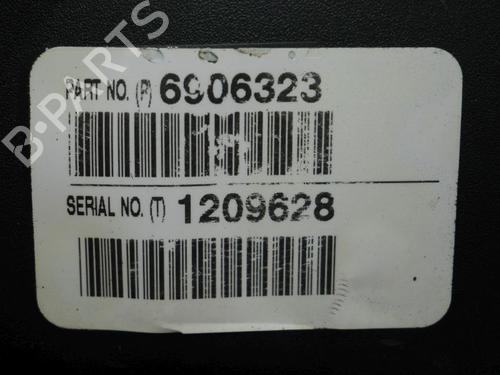 B-PARTS
PART NO. (P) 6906323
SERIAL NO. (T) 1209628